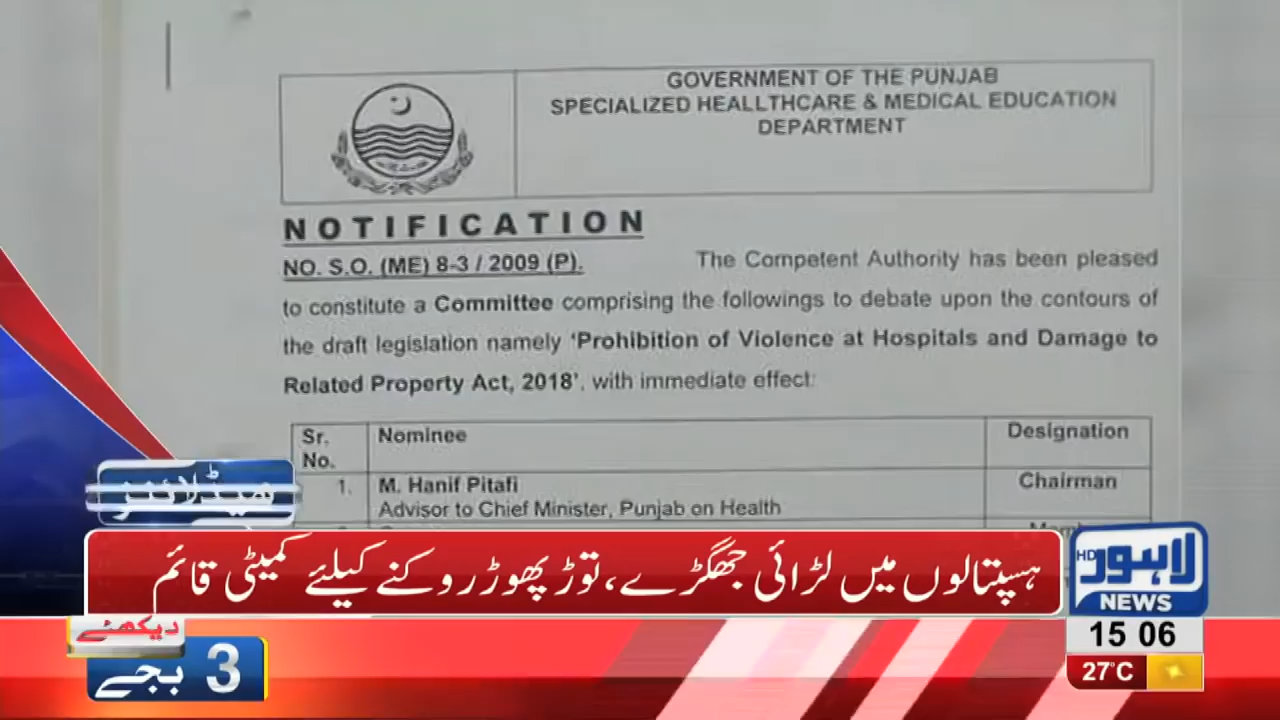 GOVERNMENT OF THE PUNJAB
SPECIALIZED HEALLTHCARE & MEDICAL EDUCATION
DEPARTMENT
NOTIFICATION
NO. S.O. (ME) 8-3 / 2009 (P). The Competent Authority has been pleased
to constitute a Committee comprising the followings to debate upon the contours of
the draft legislation namely 'Prohibition of Violence at Hospitals and Damage to
Related Property Act, 2018', with immediate effect:
Sr. No. Nominee Designation
1. M. Hanif Pitafi Chairman
Advisor to Chief Minister, Punjab on Health
ہیڈ لائنز
ہسپتالوں میں لڑائی جھگڑے، توڑ پھوڑ روکنے کیلئے کمیٹی قائم
لاہور HD
NEWS
15 06
27°C
دیکھئے
3 بجے